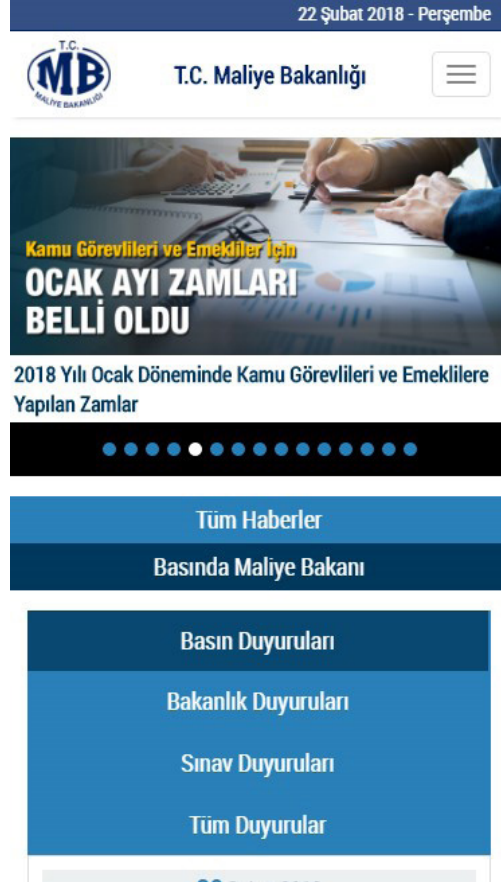 22 Şubat 2018 - Perşembe
T.C.
MB
MALİYE BAKANLIĞI
T.C. Maliye Bakanlığı
Kamu Görevlileri ve Emekliler İçin
OCAK AYI ZAMLARI
BELLİ OLDU
2018 Yılı Ocak Döneminde Kamu Görevlileri ve Emeklilere
Yapılan Zamlar
Tüm Haberler
Basında Maliye Bakanı
Basın Duyuruları
Bakanlık Duyuruları
Sınav Duyuruları
Tüm Duyurular